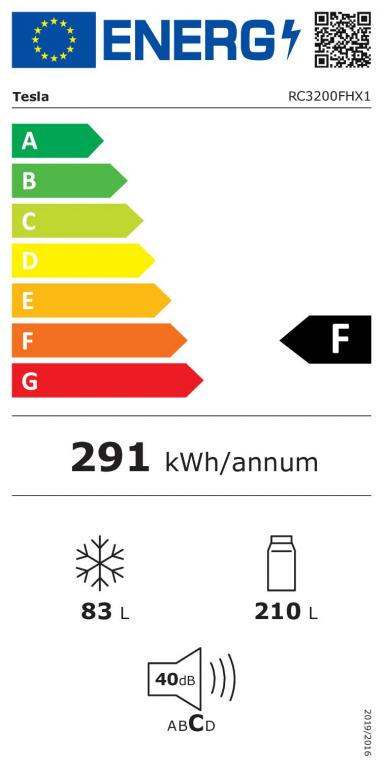 ENERG
Tesla RC3200FHX1
A
B
C
D
E
F
F
G
291 kWh/annum
83 L
210 L
40dB
ABCD
2019/2016